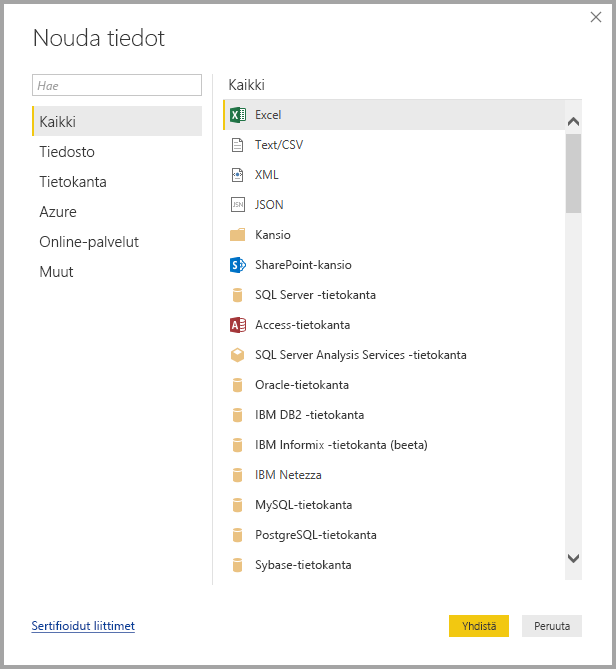 Nouda tiedot
Hae
Kaikki
Tiedosto
Tietokanta
Azure
Online-palvelut
Muut
Kaikki
Excel
Text/CSV
XML
JSON
Kansio
SharePoint-kansio
SQL Server -tietokanta
Access-tietokanta
SQL Server Analysis Services -tietokanta
Oracle-tietokanta
IBM DB2 -tietokanta
IBM Informix -tietokanta (beeta)
IBM Netezza
MySQL-tietokanta
PostgreSQL-tietokanta
Sybase-tietokanta
Sertifioidut liittimet
Yhdistä
Peruuta